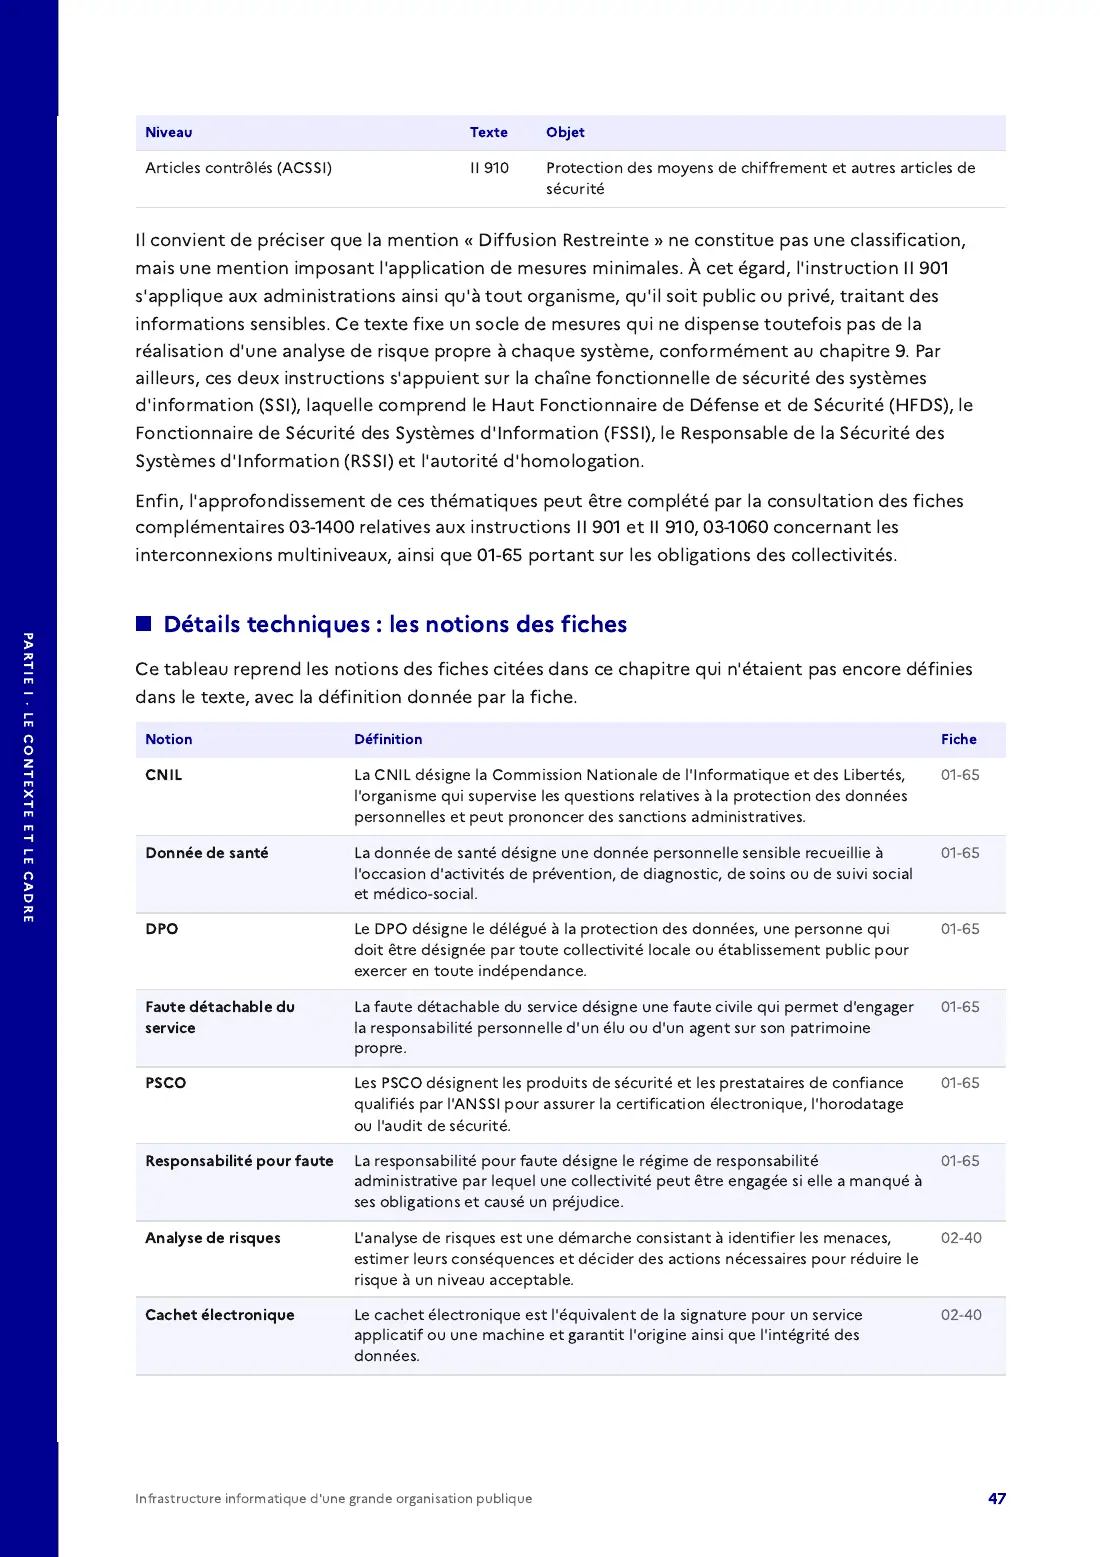 Niveau Texte Objet
Articles contrôlés (ACSSI) II 910 Protection des moyens de chiffrement et autres articles de
sécurité
Il convient de préciser que la mention « Diffusion Restreinte » ne constitue pas une classification,
mais une mention imposant l'application de mesures minimales. À cet égard, l'instruction II 901
s'applique aux administrations ainsi qu'à tout organisme, qu'il soit public ou privé, traitant des
informations sensibles. Ce texte fixe un socle de mesures qui ne dispense toutefois pas de la
réalisation d'une analyse de risque propre à chaque système, conformément au chapitre 9. Par
ailleurs, ces deux instructions s'appuient sur la chaîne fonctionnelle de sécurité des systèmes
d'information (SSI), laquelle comprend le Haut Fonctionnaire de Défense et de Sécurité (HFDS), le
Fonctionnaire de Sécurité des Systèmes d'Information (FSSI), le Responsable de la Sécurité des
Systèmes d'Information (RSSI) et l'autorité d'homologation.
Enfin, l'approfondissement de ces thématiques peut être complété par la consultation des fiches
complémentaires 03-1400 relatives aux instructions II 901 et II 910, 03-1060 concernant les
interconnexions multiniveaux, ainsi que 01-65 portant sur les obligations des collectivités.
Détails techniques : les notions des fiches
Ce tableau reprend les notions des fiches citées dans ce chapitre qui n'étaient pas encore définies
dans le texte, avec la définition donnée par la fiche.
Notion Définition Fiche
CNIL La CNIL désigne la Commission Nationale de l'Informatique et des Libertés, 01-65
l'organisme qui supervise les questions relatives à la protection des données
personnelles et peut prononcer des sanctions administratives.
Donnée de santé La donnée de santé désigne une donnée personnelle sensible recueillie à 01-65
l'occasion d'activités de prévention, de diagnostic, de soins ou de suivi social
et médico-social.
DPO Le DPO désigne le délégué à la protection des données, une personne qui 01-65
doit être désignée par toute collectivité locale ou établissement public pour
exercer en toute indépendance.
Faute détachable du La faute détachable du service désigne une faute civile qui permet d'engager 01-65
service la responsabilité personnelle d'un élu ou d'un agent sur son patrimoine
propre.
PSCO Les PSCO désignent les produits de sécurité et les prestataires de confiance 01-65
qualifiés par l'ANSSI pour assurer la certification électronique, l'horodatage
ou l'audit de sécurité.
Responsabilité pour faute La responsabilité pour faute désigne le régime de responsabilité 01-65
administrative par lequel une collectivité peut être engagée si elle a manqué à
ses obligations et causé un préjudice.
Analyse de risques L'analyse de risques est une démarche consistant à identifier les menaces, 02-40
estimer leurs conséquences et décider des actions nécessaires pour réduire le
risque à un niveau acceptable.
Cachet électronique Le cachet électronique est l'équivalent de la signature pour un service 02-40
applicatif ou une machine et garantit l'origine ainsi que l'intégrité des
données.
PARTIE I · LE CONTEXTE ET LE CADRE
Infrastructure informatique d'une grande organisation publique 47